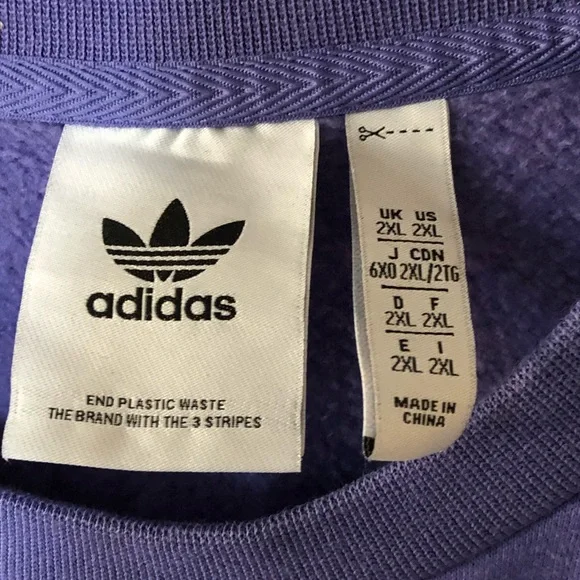 adidas
END PLASTIC WASTE
THE BRAND WITH THE 3 STRIPES
UK US
2XL 2XL
J CDN
6XO 2XL/2TG
D F
2XL 2XL
E I
2XL 2XL
MADE IN
CHINA